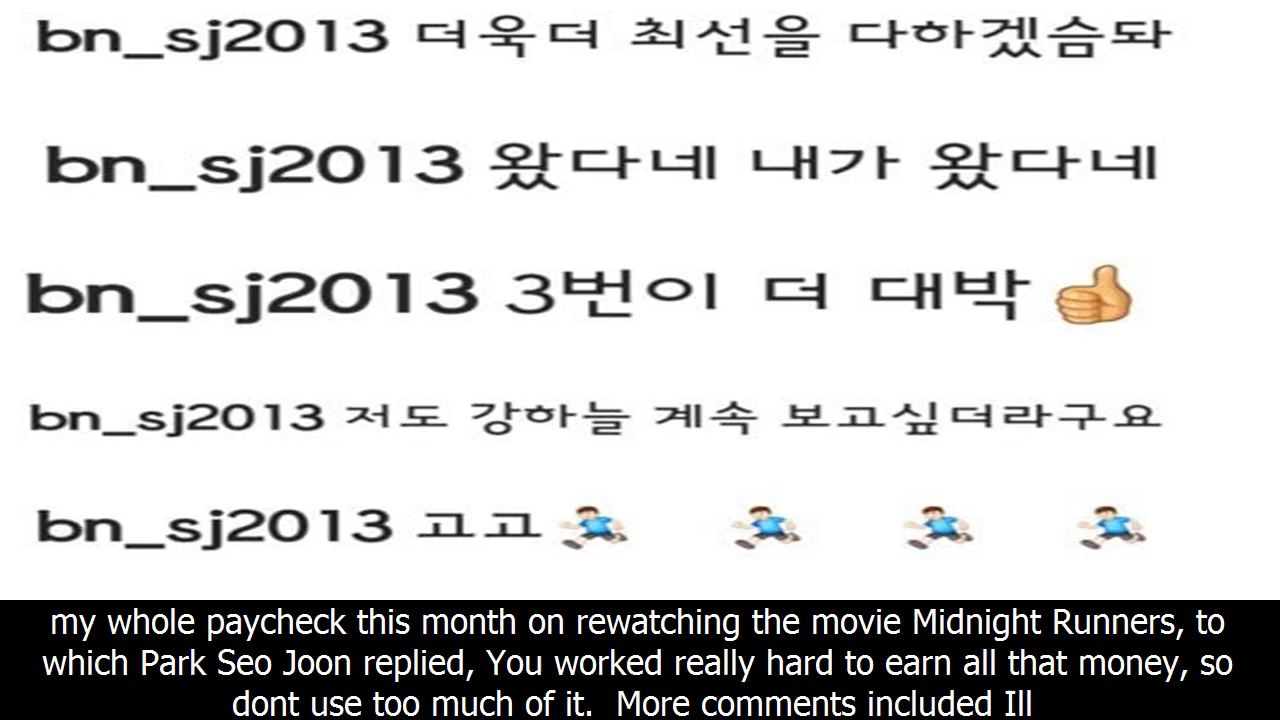 bn_sj2013 더욱더 최선을 다하겠슴돠
bn_sj2013 왔다네 내가 왔다네
bn_sj2013 3번이 더 대박👍
bn_sj2013 저도 강하늘 계속 보고싶더라구요
bn_sj2013 고고🏃 🏃 🏃 🏃
my whole paycheck this month on rewatching the movie Midnight Runners, to
which Park Seo Joon replied, You worked really hard to earn all that money, so
dont use too much of it.  More comments included Ill